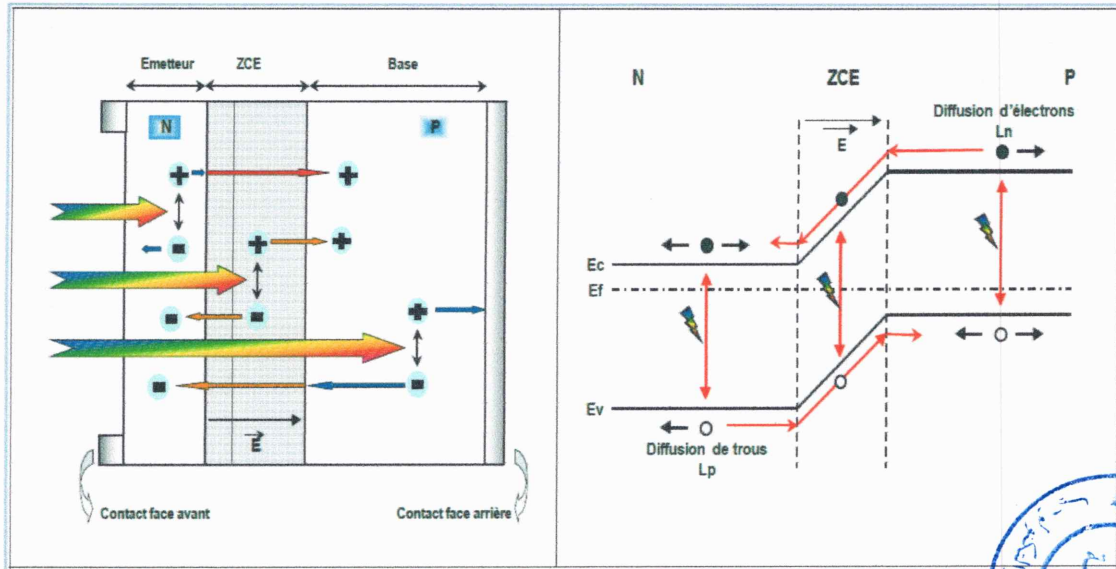 Emetteur
ZCE
Base
N
P
+
+
-
+
+
-
-
+
-
-
E
Contact face avant
Contact face arrière
N
ZCE
P
E
Diffusion d'électrons
Ln
Ec
Ef
Ev
Diffusion de trous
Lp